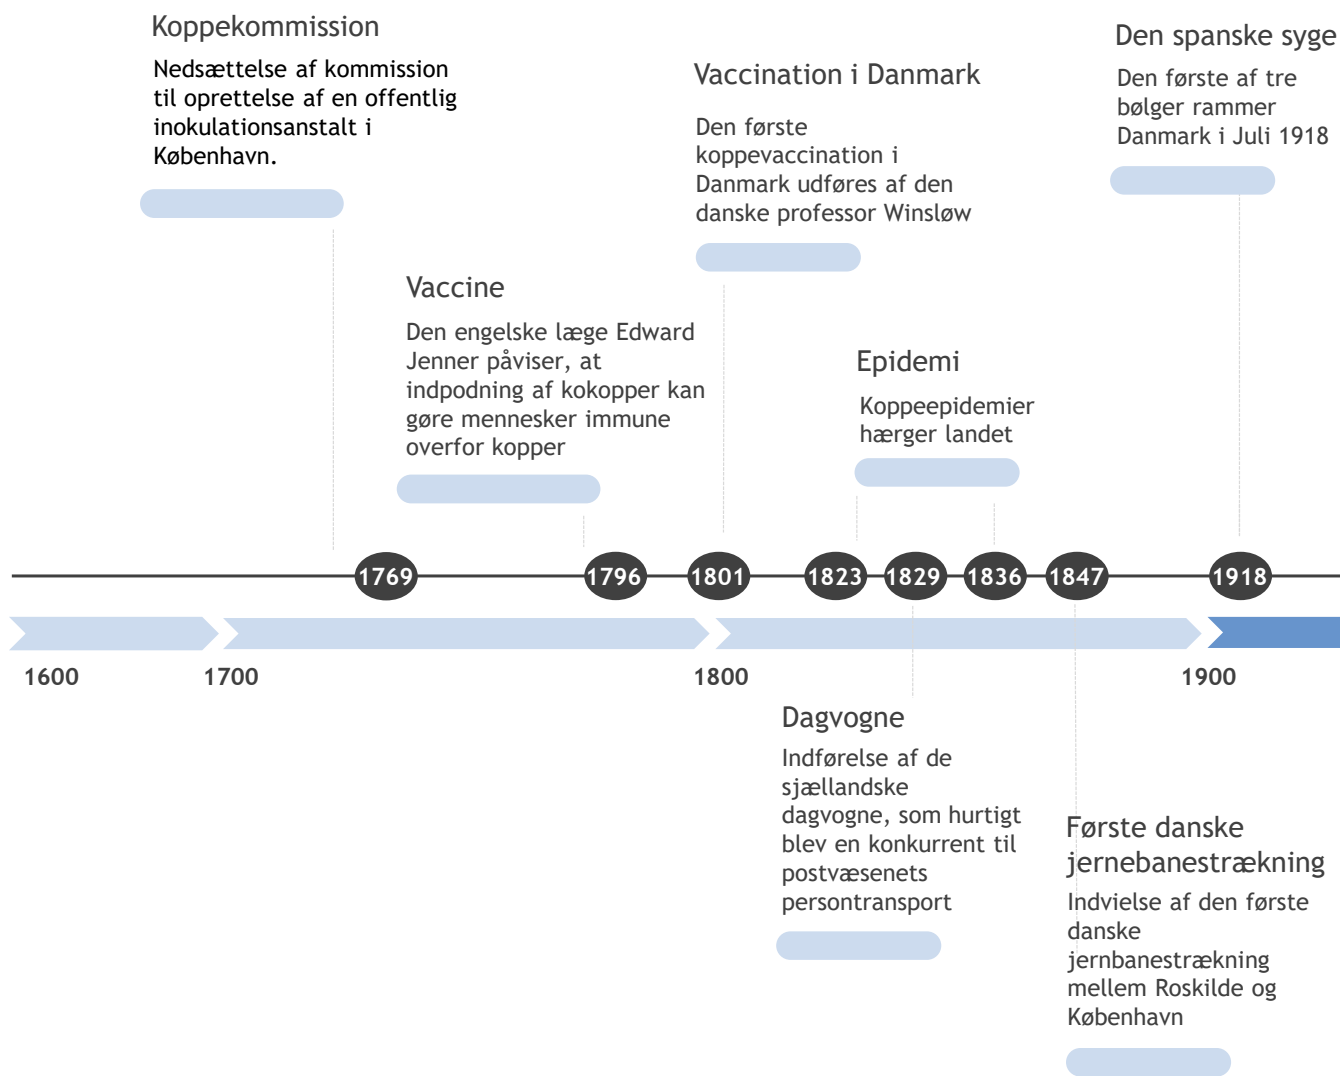 Koppekommission
Nedsættelse af kommission
til oprettelse af en offentlig
inokulationsanstalt i
København.
Vaccine
Den engelske læge Edward
Jenner påviser, at
indpodning af kokopper kan
gøre mennesker immune
overfor kopper
Vaccination i Danmark
Den første
koppevaccination i
Danmark udføres af den
danske professor Winsløw
Epidemi
Koppeepidemier
hærger landet
Den spanske syge
Den første af tre
bølger rammer
Danmark i Juli 1918
1769 1796 1801 1823 1829 1836 1847 1918
1600 1700 1800 1900
Dagvogne
Indførelse af de
sjællandske
dagvogne, som hurtigt
blev en konkurrent til
postvæsenets
persontransport
Første danske
jernebanestrækning
Indvielse af den første
danske
jernbanestrækning
mellem Roskilde og
København